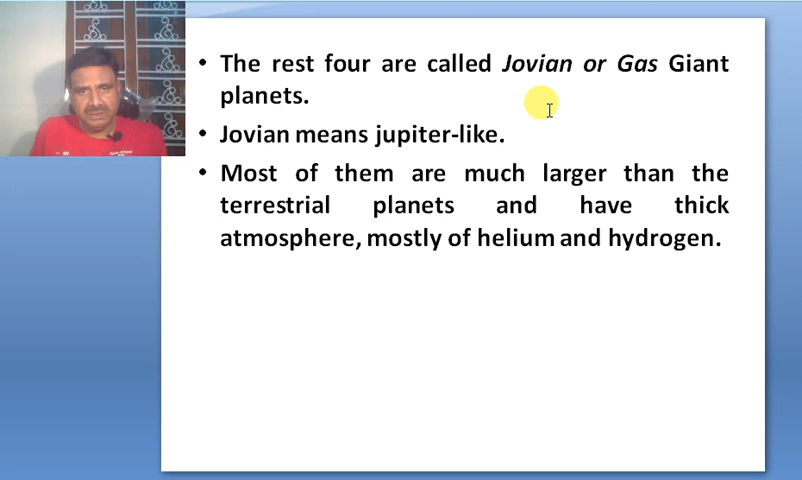 • The rest four are called Jovian or Gas Giant
planets.
• Jovian means jupiter-like.
• Most of them are much larger than the
terrestrial planets and have thick
atmosphere, mostly of helium and hydrogen.